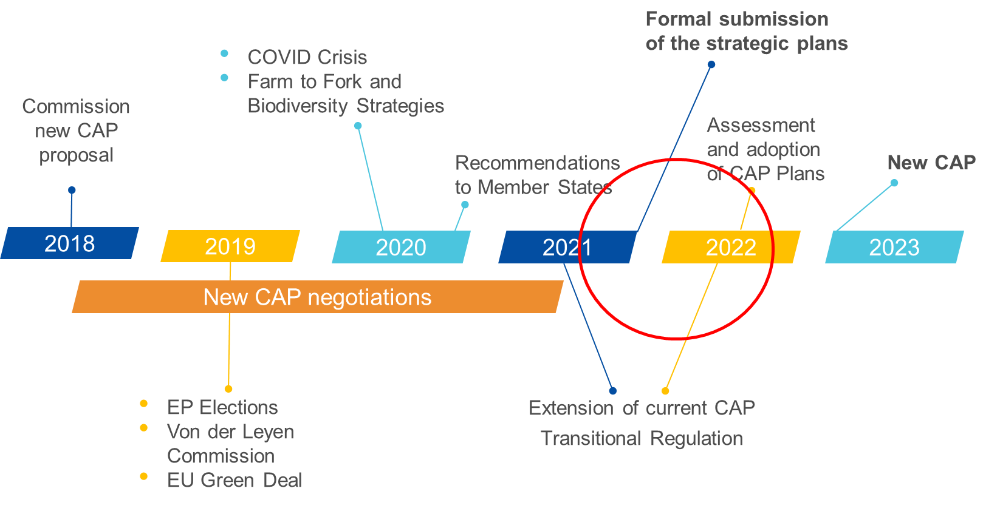 Formal submission
of the strategic plans
COVID Crisis
Farm to Fork and
Biodiversity Strategies
Commission
new CAP
proposal
Assessment
and adoption
of CAP Plans
Recommendations
to Member States
New CAP
2018
2019
2020
2021
2022
2023
New CAP negotiations
EP Elections
Von der Leyen
Commission
EU Green Deal
Extension of current CAP
Transitional Regulation